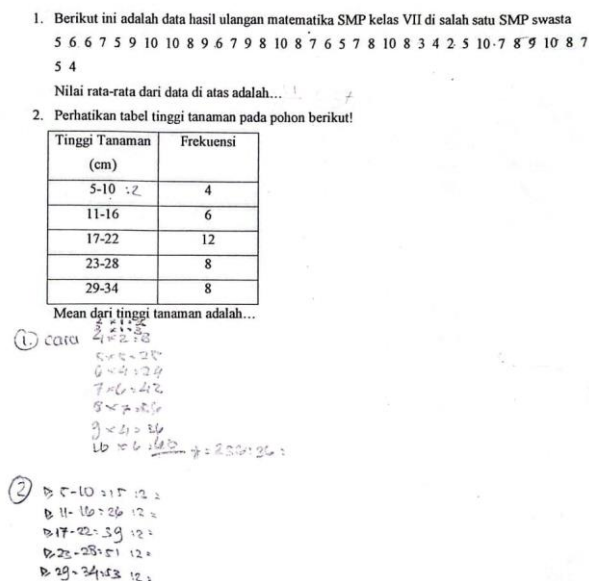 1. Berikut ini adalah data hasil ulangan matematika SMP kelas VII di salah satu SMP swasta
5 6 6 7 5 9 10 10 8 9 6 7 9 8 10 8 7 6 5 7 8 10 8 3 4 2 5 10 7 8 9 10 8 7
5 4
Nilai rata-rata dari data di atas adalah...
2. Perhatikan tabel tinggi tanaman pada pohon berikut!
Tinggi Tanaman (cm) Frekuensi
5-10 :2 4
11-16 6
17-22 12
23-28 8
29-34 8
Mean dari tinggi tanaman adalah...
1. cara
4 × 2 = 8
5 × 5 = 25
6 × 4 = 24
7 × 6 = 42
8 × 7 =
9 × 4 = 36
② 5-10 = 15 :2 =
11-16 = 26 :2 =
17-22 = 39 :2 =
23-28 = 51 :2 =
29-34 = 53 :2 =